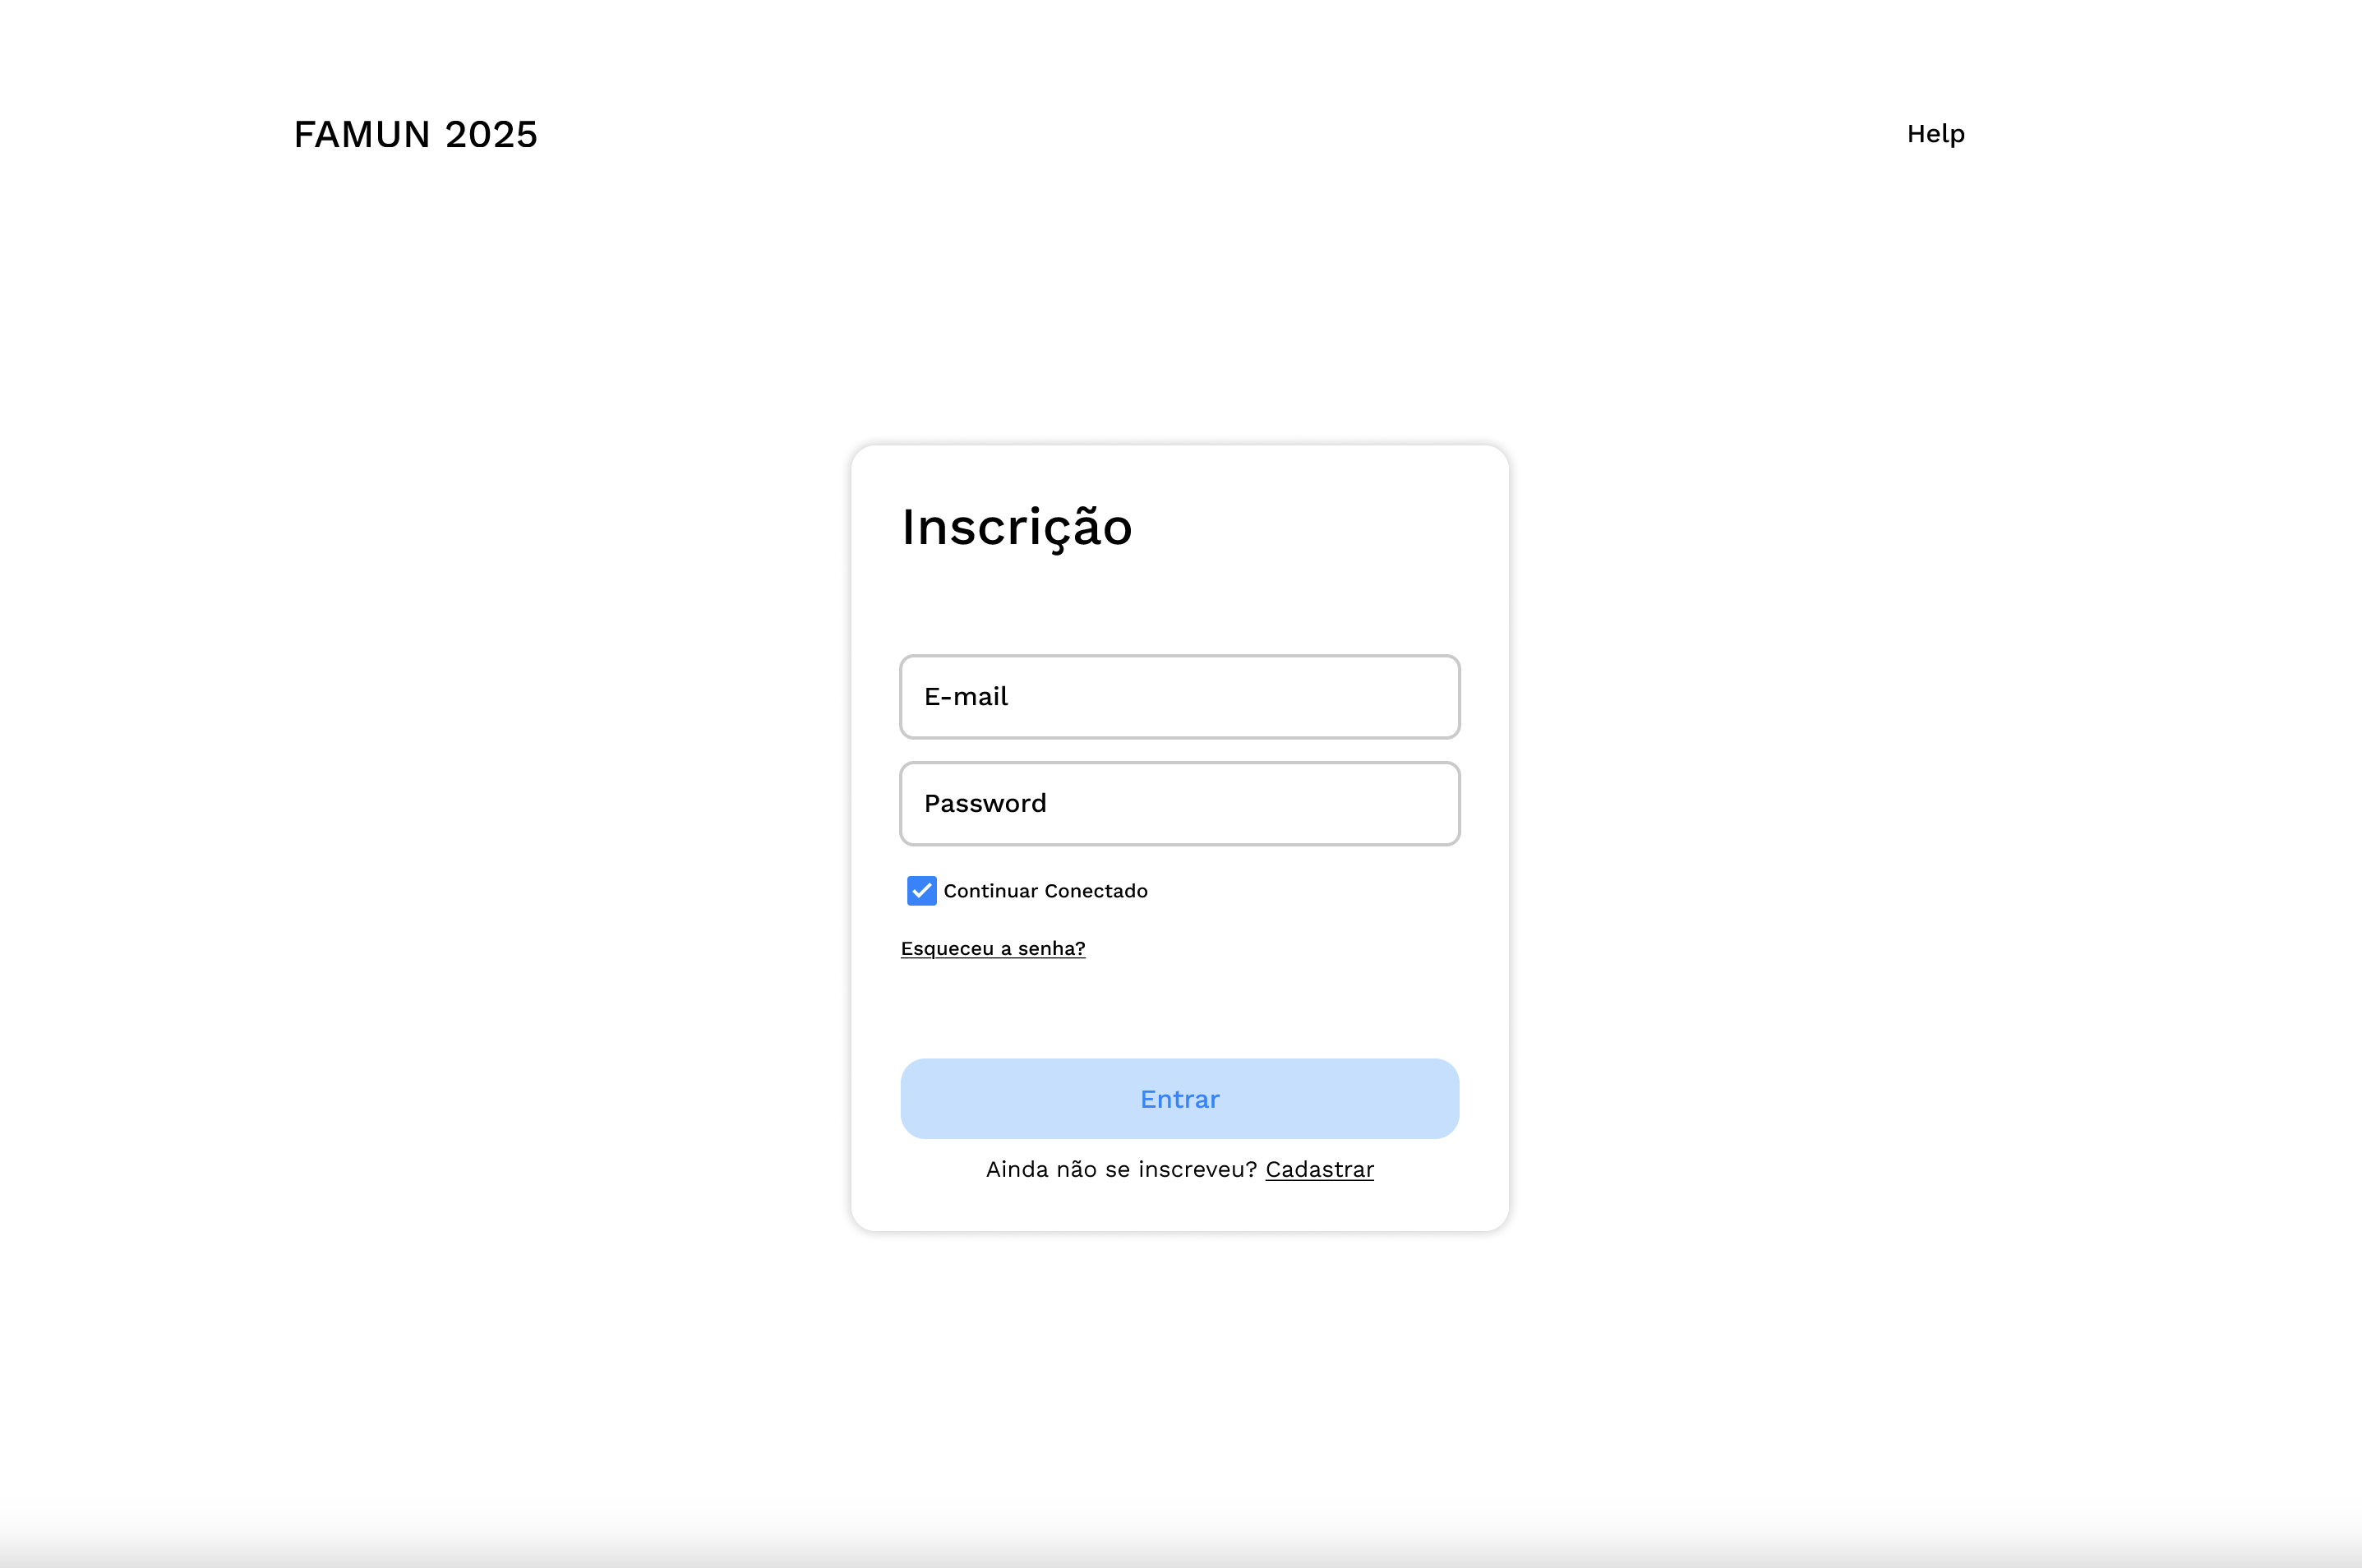 FAMUN 2025
Help
Inscrição
E-mail
Password
Continuar Conectado
Esqueceu a senha?
Entrar
Ainda não se inscreveu? Cadastrar